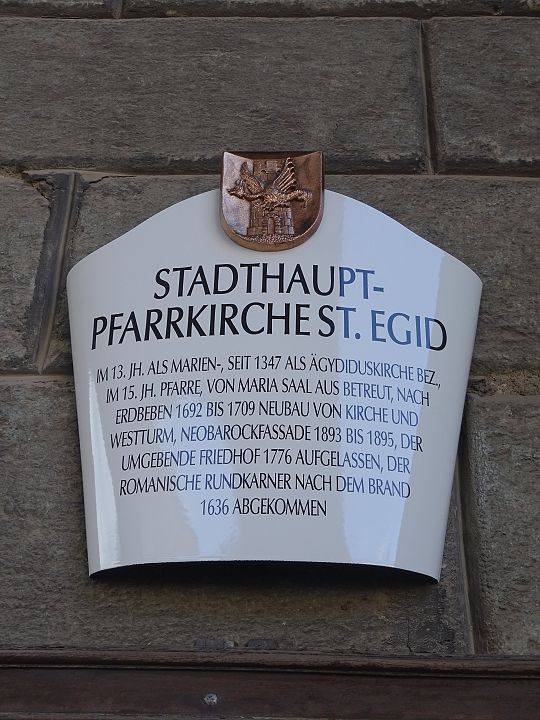 STADTHAUPT-
PFARRKIRCHE ST. EGID
IM 13. JH. ALS MARIEN-, SEIT 1347 ALS ÄGYDIDUSKIRCHE BEZ.,
IM 15. JH. PFARRE, VON MARIA SAAL AUS BETREUT, NACH
ERDBEBEN 1692 BIS 1709 NEUBAU VON KIRCHE UND
WESTTURM, NEOBAROCKFASSADE 1893 BIS 1895, DER
UMGEBENDE FRIEDHOF 1776 AUFGELASSEN, DER
ROMANISCHE RUNDKARNER NACH DEM BRAND
1636 ABGEKOMMEN